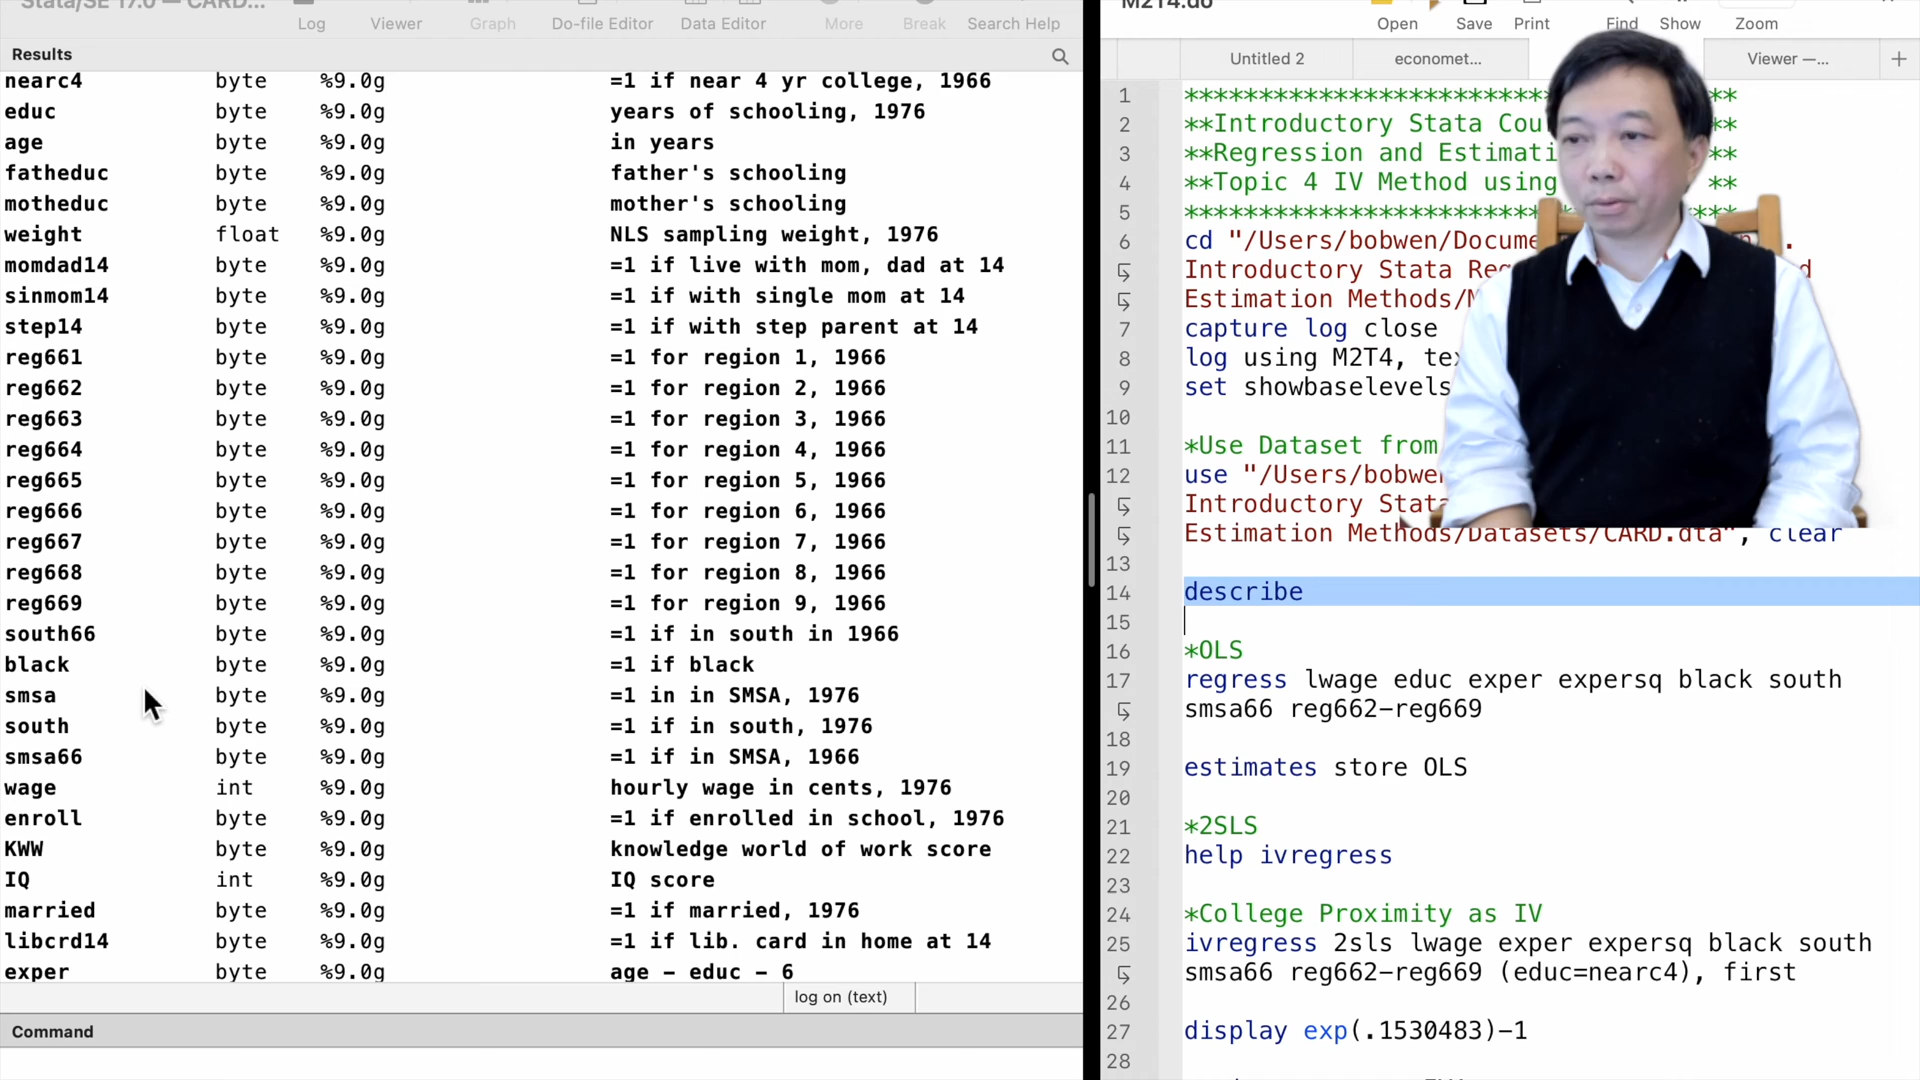 Stata/SE 17.0 — CARD...
Log Viewer Graph Do-file Editor Data Editor More Break Search Help
Results
nearc4 byte %9.0g =1 if near 4 yr college, 1966
educ byte %9.0g years of schooling, 1976
age byte %9.0g in years
fatheduc byte %9.0g father's schooling
motheduc byte %9.0g mother's schooling
weight float %9.0g NLS sampling weight, 1976
momdad14 byte %9.0g =1 if live with mom, dad at 14
sinmom14 byte %9.0g =1 if with single mom at 14
step14 byte %9.0g =1 if with step parent at 14
reg661 byte %9.0g =1 for region 1, 1966
reg662 byte %9.0g =1 for region 2, 1966
reg663 byte %9.0g =1 for region 3, 1966
reg664 byte %9.0g =1 for region 4, 1966
reg665 byte %9.0g =1 for region 5, 1966
reg666 byte %9.0g =1 for region 6, 1966
reg667 byte %9.0g =1 for region 7, 1966
reg668 byte %9.0g =1 for region 8, 1966
reg669 byte %9.0g =1 for region 9, 1966
south66 byte %9.0g =1 if in south in 1966
black byte %9.0g =1 if black
smsa byte %9.0g =1 in in SMSA, 1976
south byte %9.0g =1 if in south, 1976
smsa66 byte %9.0g =1 if in SMSA, 1966
wage int %9.0g hourly wage in cents, 1976
enroll byte %9.0g =1 if enrolled in school, 1976
KWW byte %9.0g knowledge world of work score
IQ int %9.0g IQ score
married byte %9.0g =1 if married, 1976
libcrd14 byte %9.0g =1 if lib. card in home at 14
exper byte %9.0g age - educ - 6
log on (text)
Command
M2T4.do
Open Save Print Find Show Zoom
Untitled 2 economet... Viewer —...
1 ************************ **
2 **Introductory Stata **
3 **Regression and **
4 **Topic 4 IV Method using **
5 ************************ ****
6 cd "/Users/bobwen/
Introductory Stata
Estimation Methods/
7 capture log close
8 log using M2T4,
9 set showbaselevels
10
11 *Use Dataset from
12 use "/Users/
Introductory
Estimation Methods/Datasets/CARD.dta", clear
13
14 describe
15
16 *OLS
17 regress lwage educ exper expersq black south
smsa66 reg662-reg669
18
19 estimates store OLS
20
21 *2SLS
22 help ivregress
23
24 *College Proximity as IV
25 ivregress 2sls lwage exper expersq black south
smsa66 reg662-reg669 (educ=nearc4), first
26
27 display exp(.1530483)-1
28